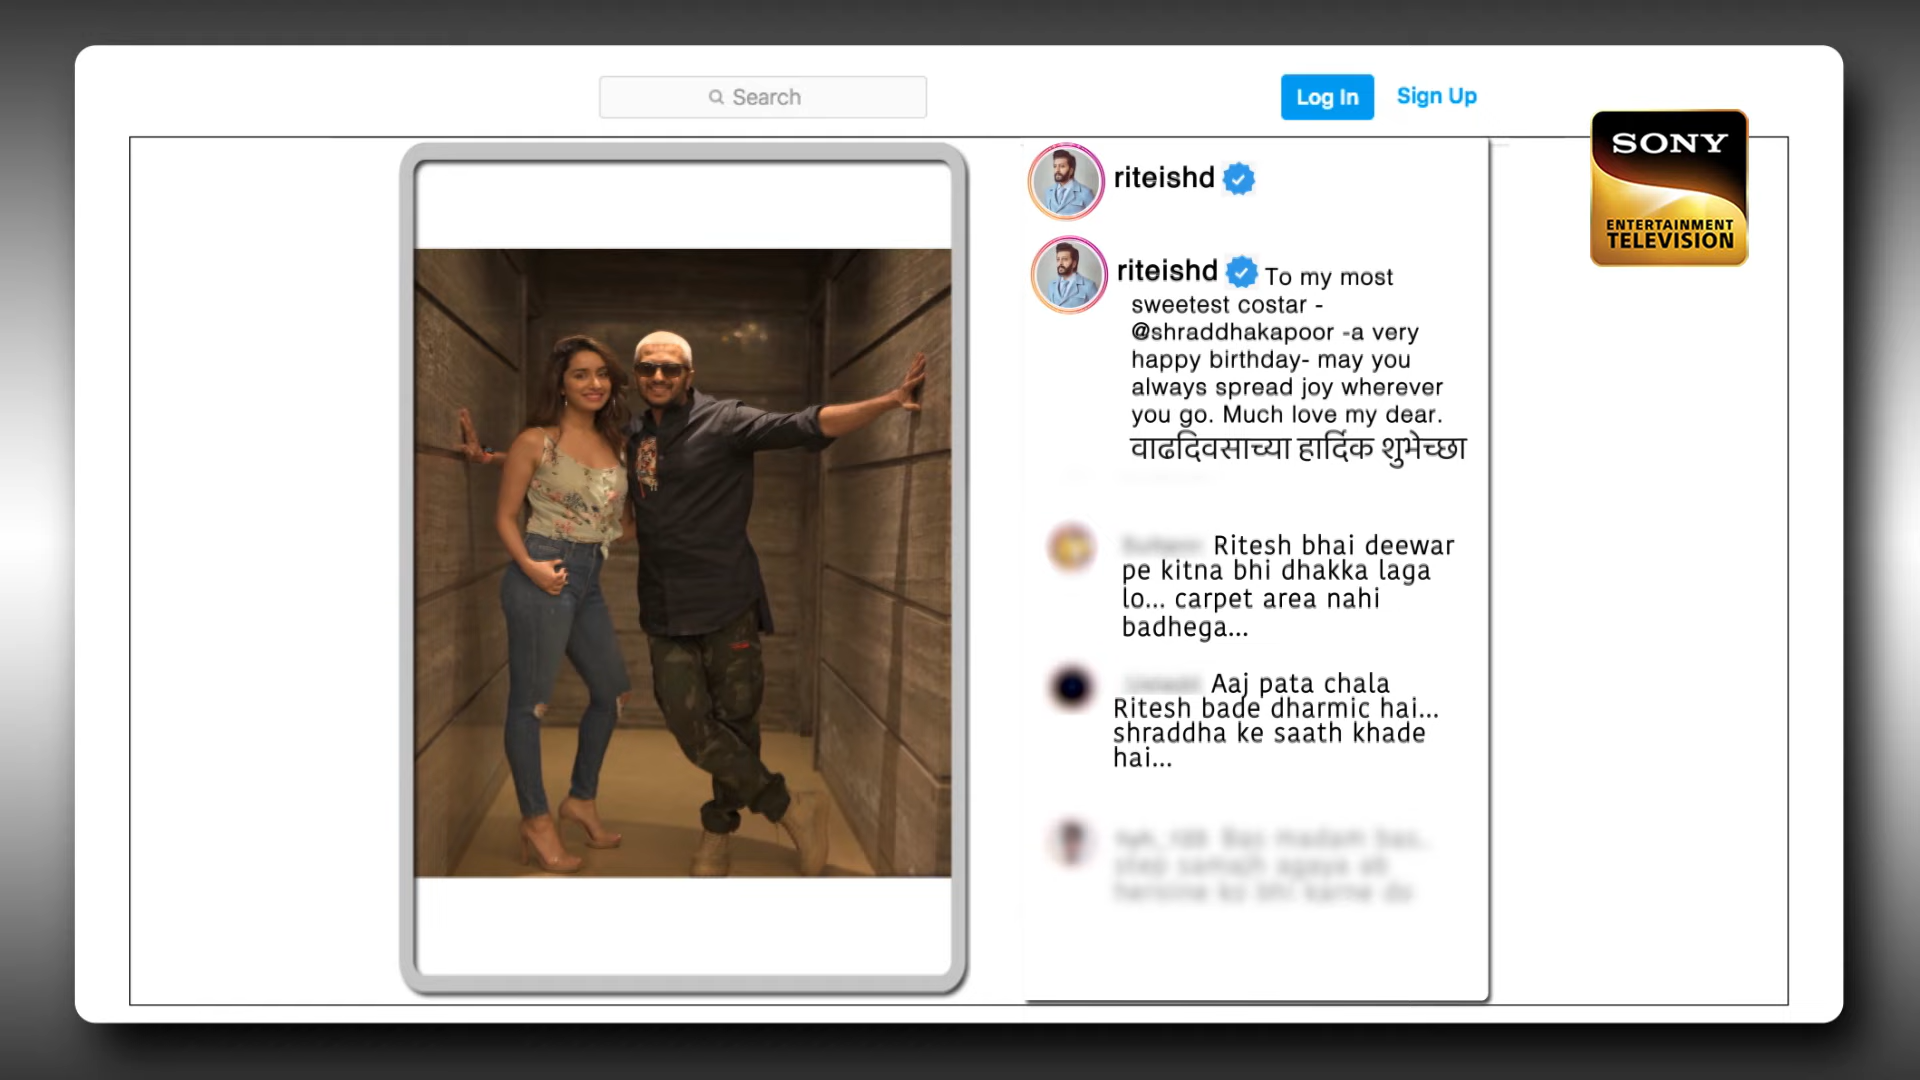 Search
Log In
Sign Up
SONY
ENTERTAINMENT
TELEVISION
riteishd
riteishd To my most
sweetest costar -
@shraddhakapoor -a very
happy birthday- may you
always spread joy wherever
you go. Much love my dear.
वाढदिवसाच्या हार्दिक शुभेच्छा
Ritesh bhai deewar
pe kitna bhi dhakka laga
lo... carpet area nahi
badhega...
Aaj pata chala
Ritesh bade dharmic hai...
shraddha ke saath khade
hai...